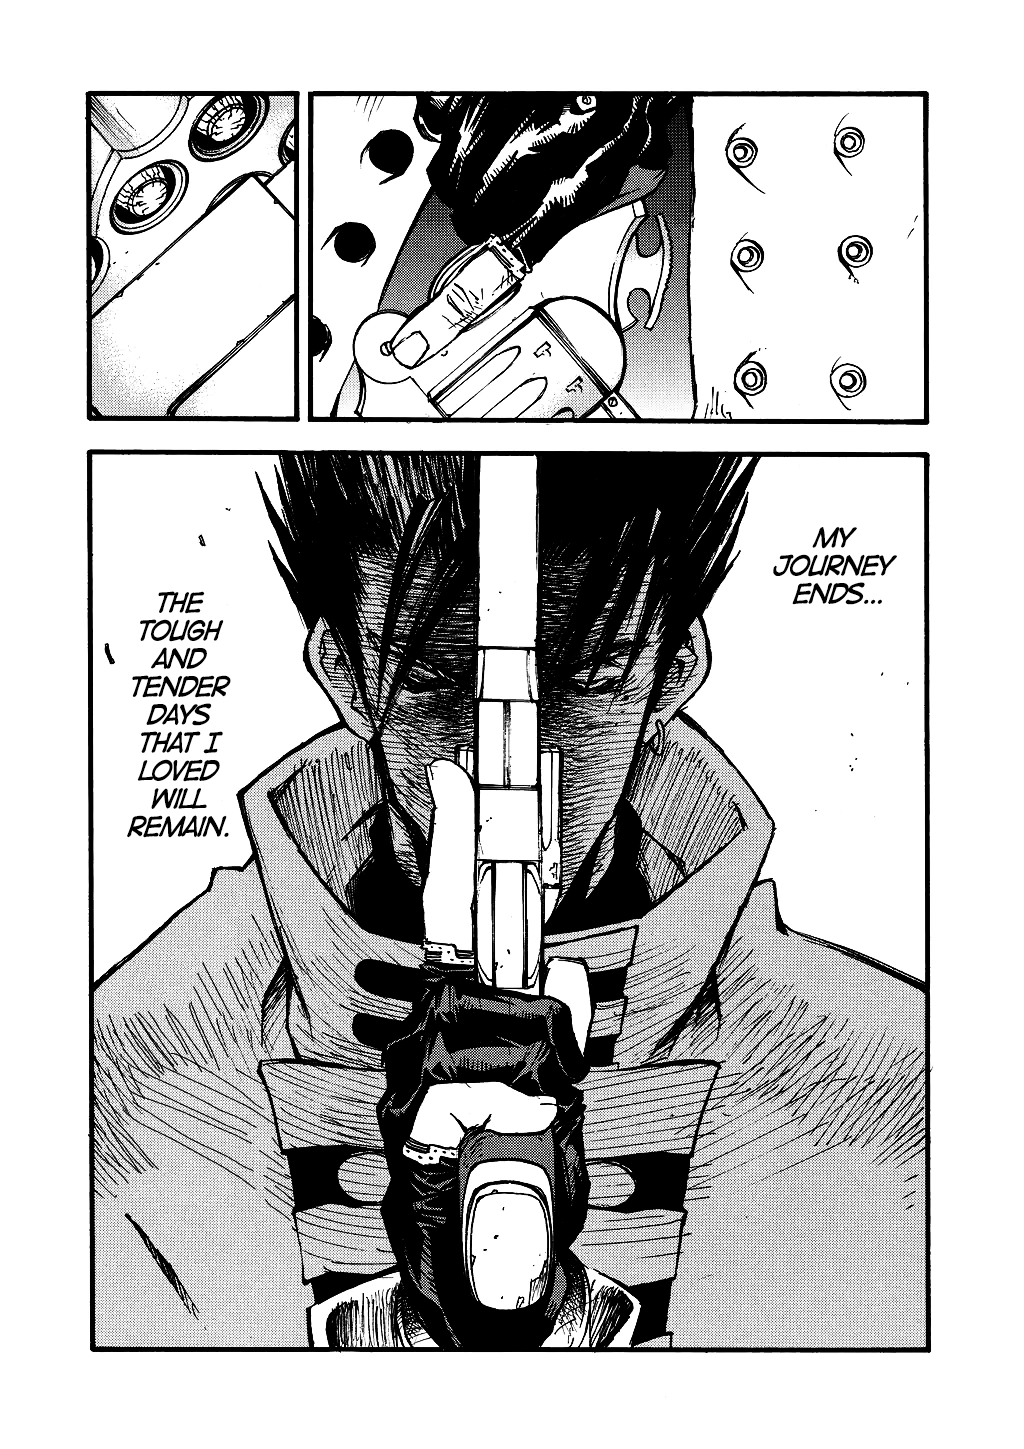 MY
JOURNEY
ENDS...
THE
TOUGH
AND
TENDER
DAYS
THAT I
LOVED
WILL
REMAIN.